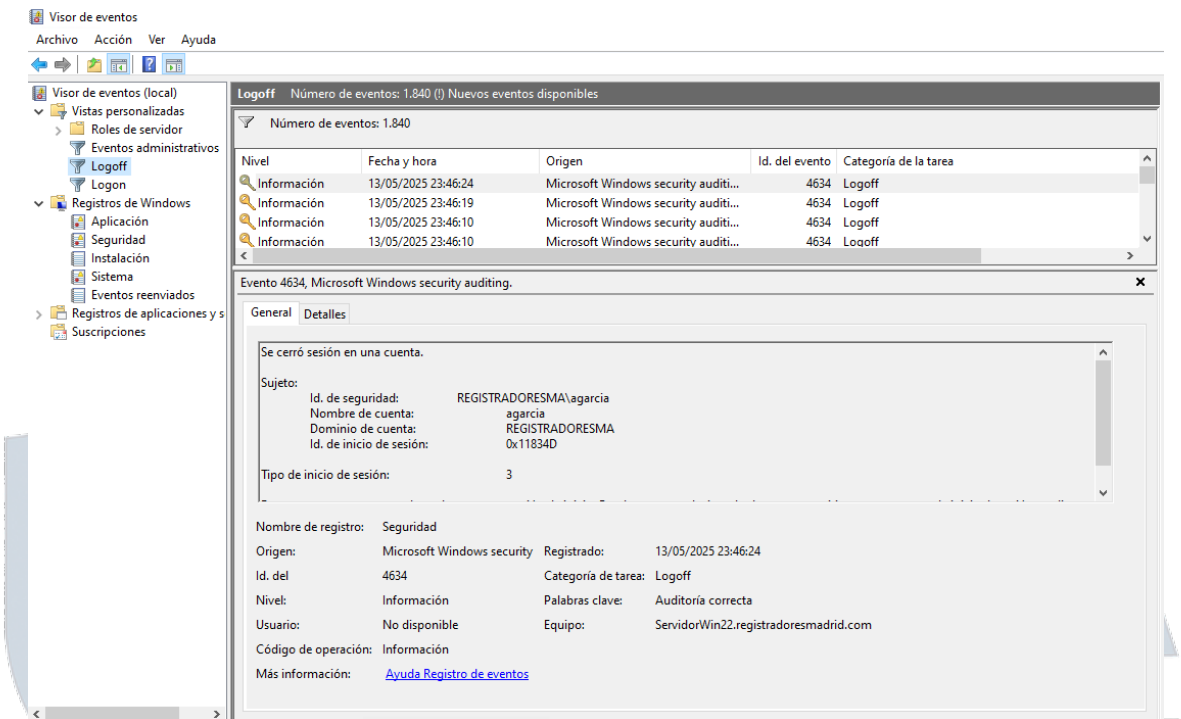 Visor de eventos
Archivo Acción Ver Ayuda
Visor de eventos (local)
Vistas personalizadas
Roles de servidor
Eventos administrativos
Logoff
Logon
Registros de Windows
Aplicación
Seguridad
Instalación
Sistema
Eventos reenviados
Registros de aplicaciones y s
Suscripciones
Logoff Número de eventos: 1.840 (!) Nuevos eventos disponibles
Número de eventos: 1.840
Nivel Fecha y hora Origen Id. del evento Categoría de la tarea
Información 13/05/2025 23:46:24 Microsoft Windows security auditi... 4634 Logoff
Información 13/05/2025 23:46:19 Microsoft Windows security auditi... 4634 Logoff
Información 13/05/2025 23:46:10 Microsoft Windows security auditi... 4634 Logoff
Información 13/05/2025 23:46:10 Microsoft Windows security auditi... 4634 Logoff
Evento 4634, Microsoft Windows security auditing.
General Detalles
Se cerró sesión en una cuenta.
Sujeto:
Id. de seguridad: REGISTRADORESMA\agarcia
Nombre de cuenta: agarcia
Dominio de cuenta: REGISTRADORESMA
Id. de inicio de sesión: 0x11834D
Tipo de inicio de sesión: 3
Nombre de registro: Seguridad
Origen: Microsoft Windows security Registrado: 13/05/2025 23:46:24
Id. del 4634 Categoría de tarea: Logoff
Nivel: Información Palabras clave: Auditoría correcta
Usuario: No disponible Equipo: ServidorWin22.registradoresmadrid.com
Código de operación: Información
Más información: Ayuda Registro de eventos